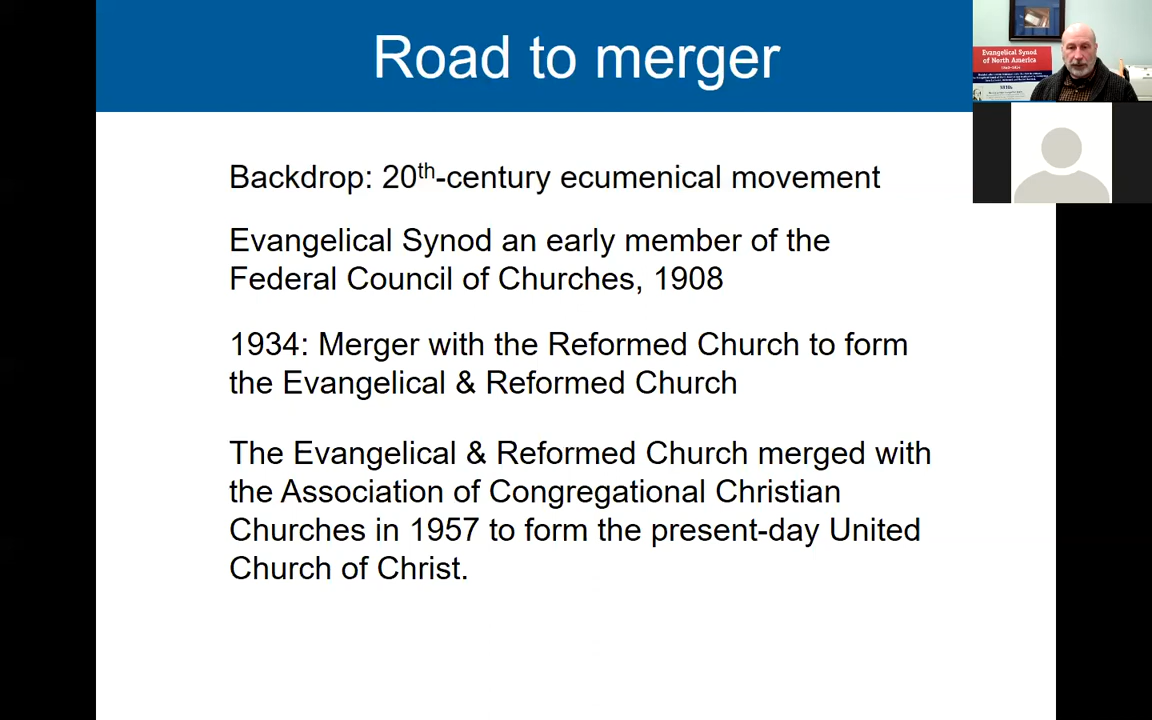 Road to merger
Backdrop: 20th-century ecumenical movement
Evangelical Synod an early member of the
Federal Council of Churches, 1908
1934: Merger with the Reformed Church to form
the Evangelical & Reformed Church
The Evangelical & Reformed Church merged with
the Association of Congregational Christian
Churches in 1957 to form the present-day United
Church of Christ.
Evangelical Synod
of North America